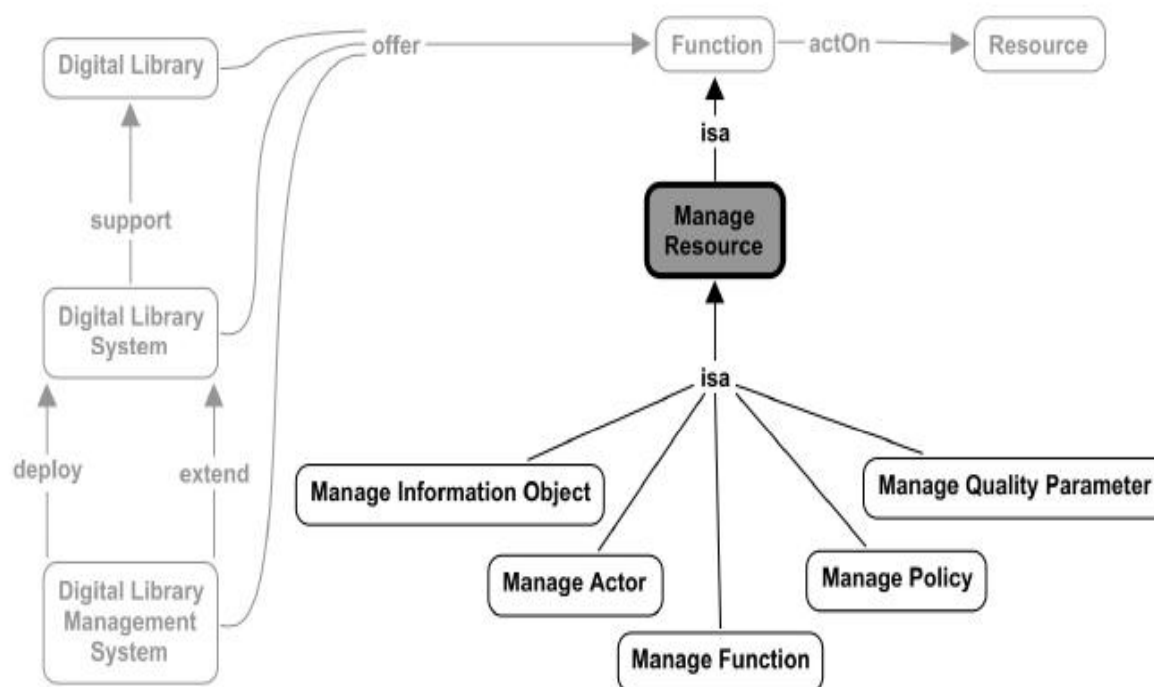 Digital Library
offer
Function
actOn
Resource
isa
support
Manage
Resource
Digital Library
System
isa
deploy
extend
Manage Information Object
Manage Quality Parameter
Manage Actor
Manage Policy
Digital Library
Management
System
Manage Function